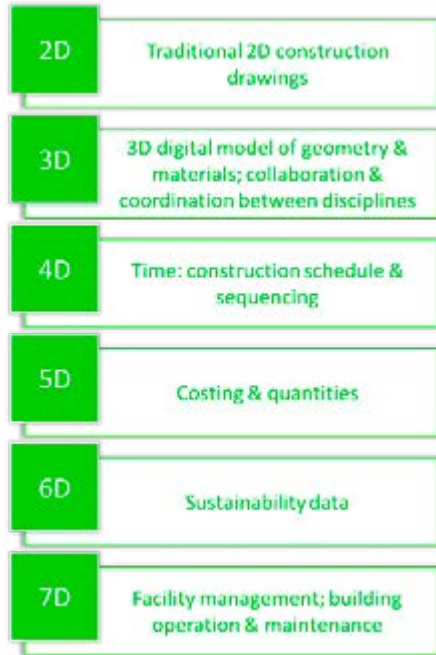 2D
Traditional 2D construction
drawings
3D
3D digital model of geometry &
materials; collaboration &
coordination between disciplines
4D
Time: construction schedule &
sequencing
5D
Costing & quantities
6D
Sustainability data
7D
Facility management; building
operation & maintenance